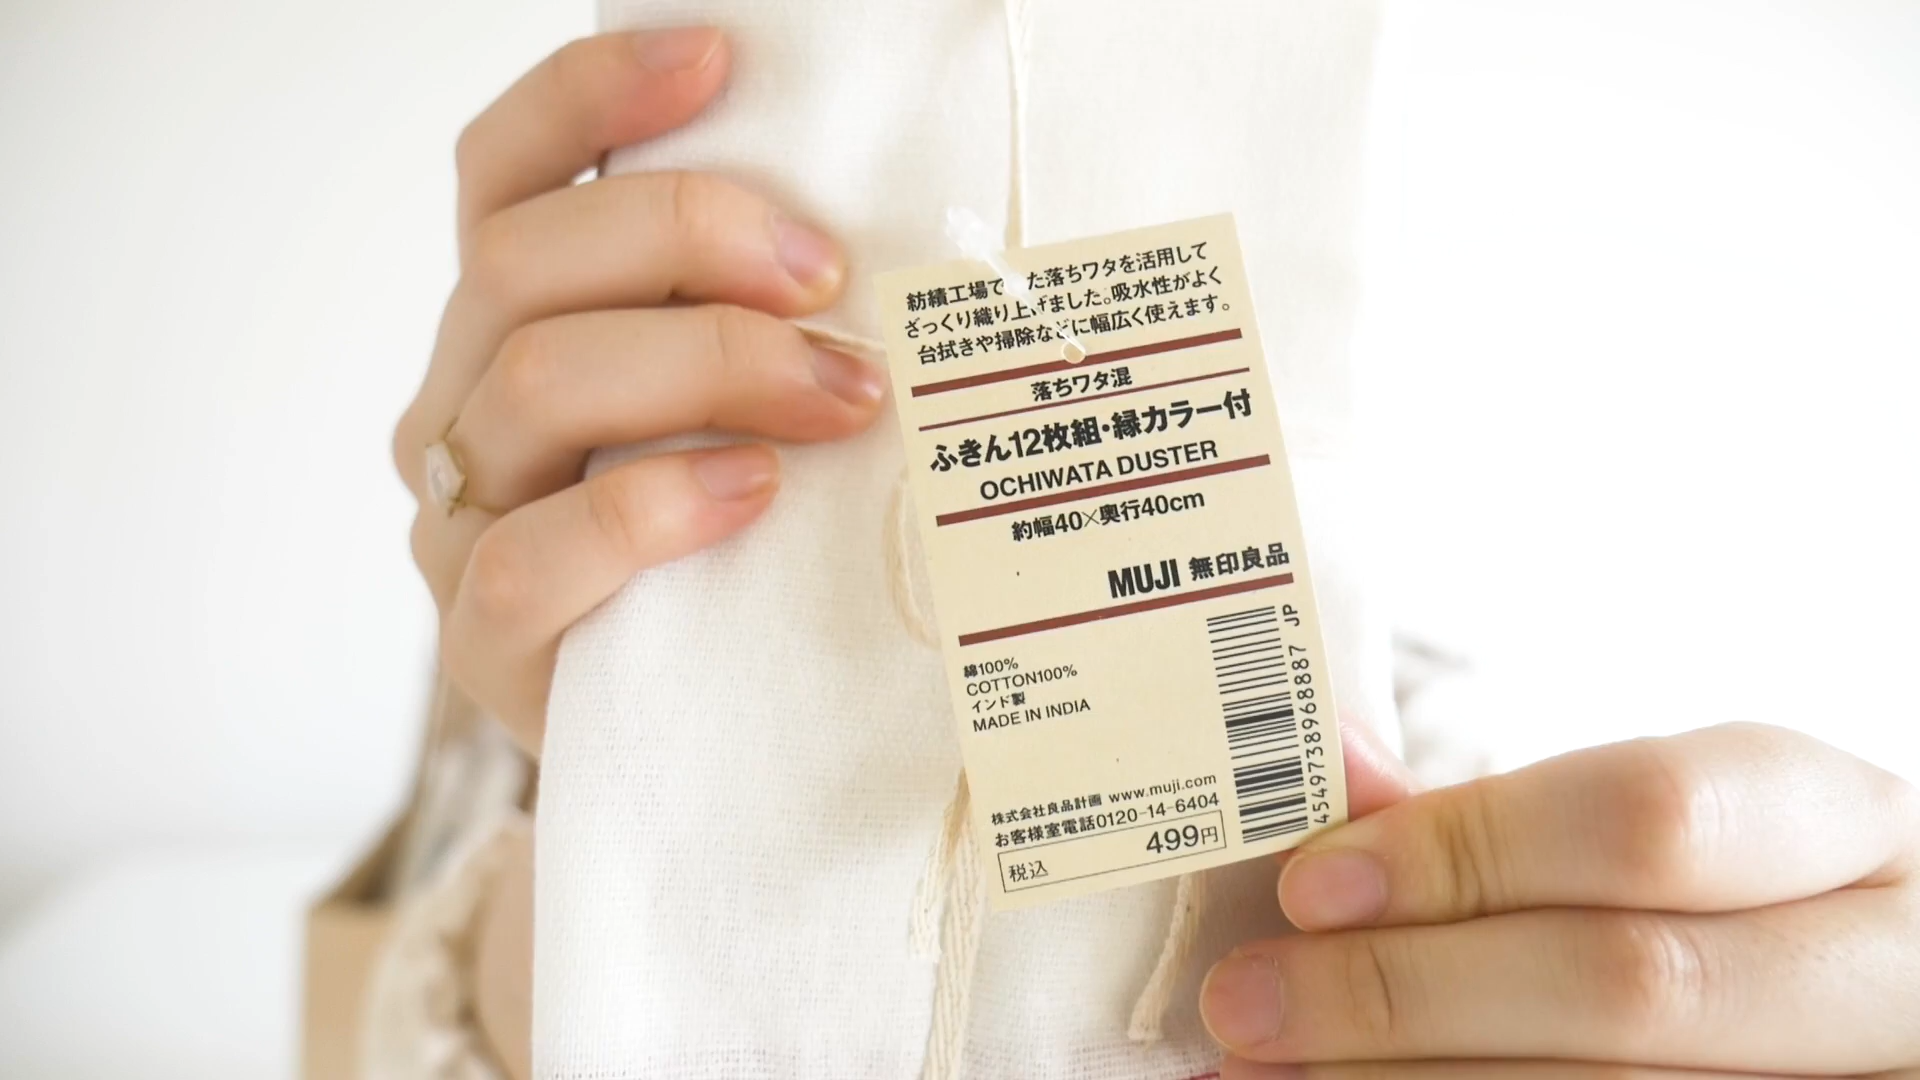 紡績工場で た落ちワタを活用して
ざっくり織り上げました。吸水性がよく
台拭きや掃除などに幅広く使えます。
落ちワタ混
ふきん12枚組・縁カラー付
OCHIWATA DUSTER
約幅40×奥行40cm
MUJI 無印良品
綿100%
COTTON100%
インド製
MADE IN INDIA
JP
4549738968887
株式会社良品計画 www.muji.com
お客様室電話0120-14-6404
税込 499円